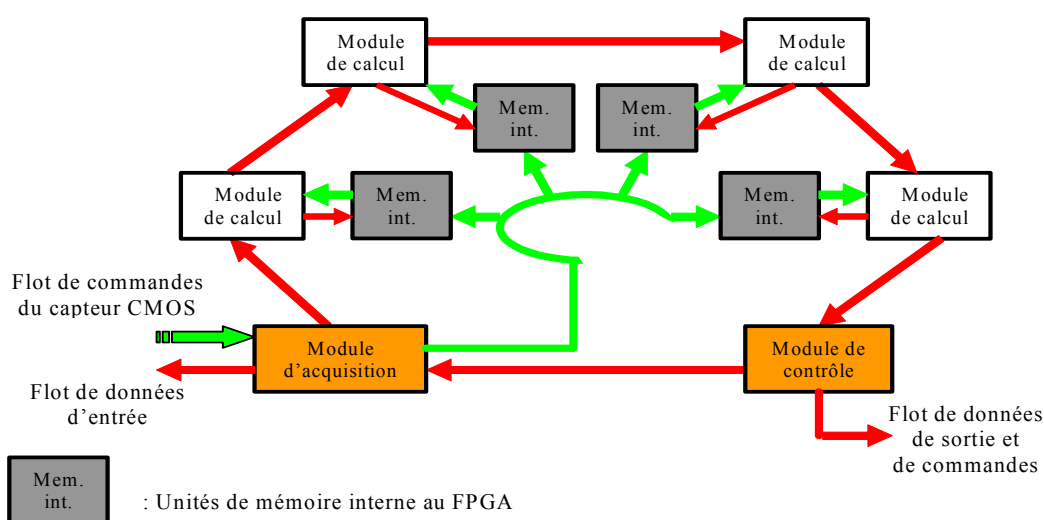 Module
de calcul
Module
de calcul
Mem.
int.
Mem.
int.
Module
de calcul
Mem.
int.
Mem.
int.
Module
de calcul
Flot de commandes
du capteur CMOS
Module
d’acquisition
Module de
contrôle
Flot de données
d’entrée
Flot de données
de sortie et
de commandes
Mem.
int.
: Unités de mémoire interne au FPGA